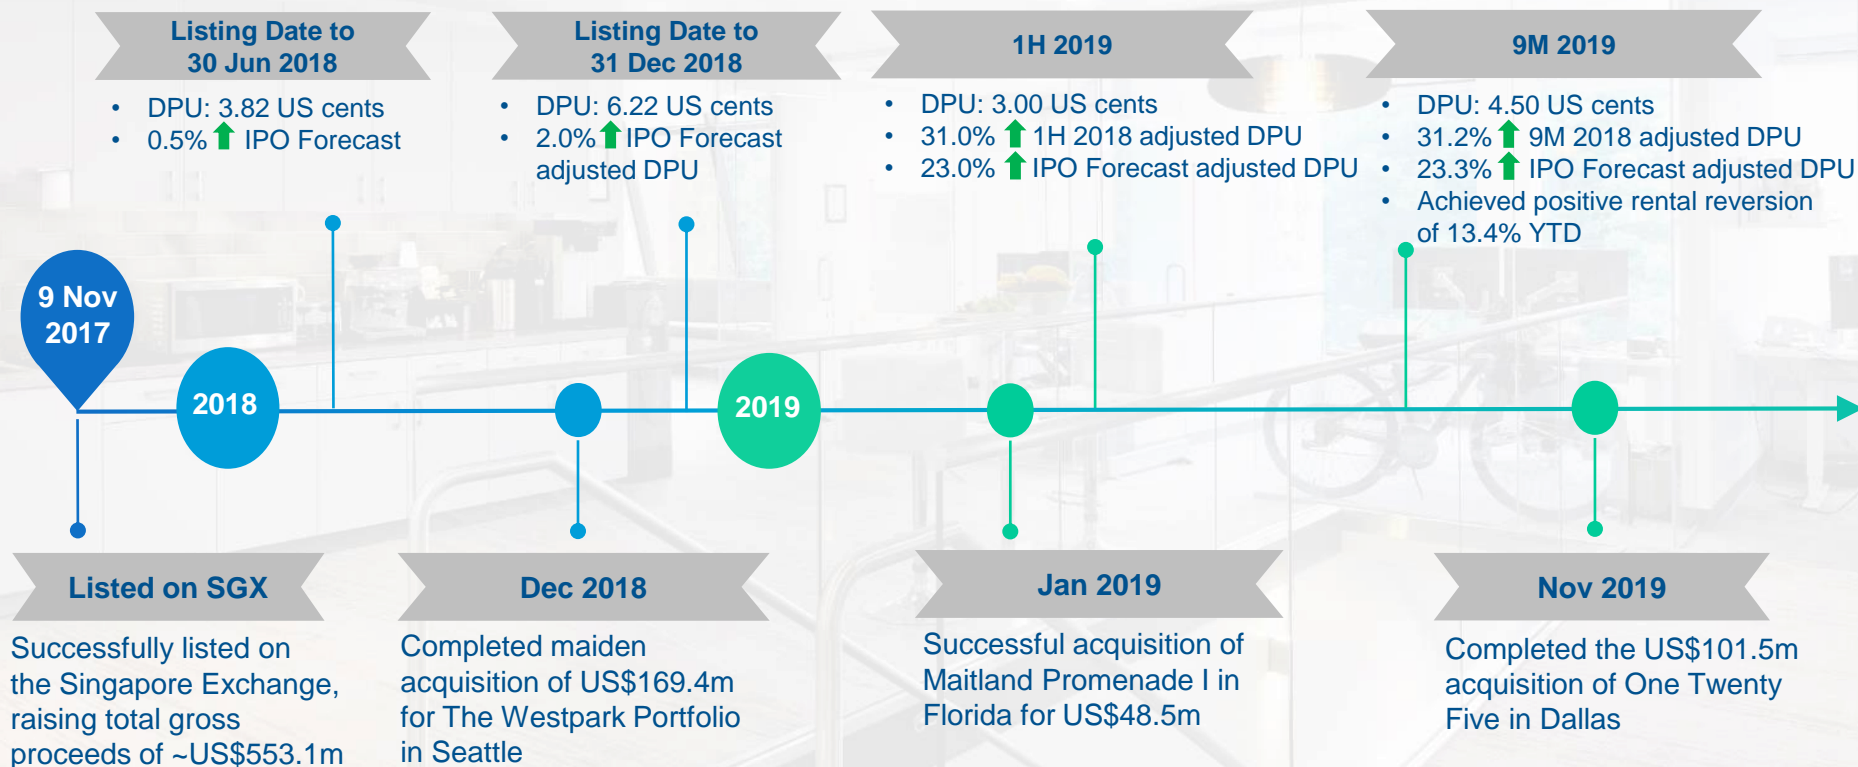 Listing Date to
30 Jun 2018
• DPU: 3.82 US cents
• 0.5% IPO Forecast
Listing Date to
31 Dec 2018
• DPU: 6.22 US cents
• 2.0% IPO Forecast
adjusted DPU
1H 2019
• DPU: 3.00 US cents
• 31.0% 1H 2018 adjusted DPU
• 23.0% IPO Forecast adjusted DPU
9M 2019
• DPU: 4.50 US cents
• 31.2% 9M 2018 adjusted DPU
• 23.3% IPO Forecast adjusted DPU
• Achieved positive rental reversion
of 13.4% YTD
9 Nov
2017
2018
2019
Listed on SGX
Successfully listed on
the Singapore Exchange,
raising total gross
proceeds of ~US$553.1m
Dec 2018
Completed maiden
acquisition of US$169.4m
for The Westpark Portfolio
in Seattle
Jan 2019
Successful acquisition of
Maitland Promenade I in
Florida for US$48.5m
Nov 2019
Completed the US$101.5m
acquisition of One Twenty
Five in Dallas